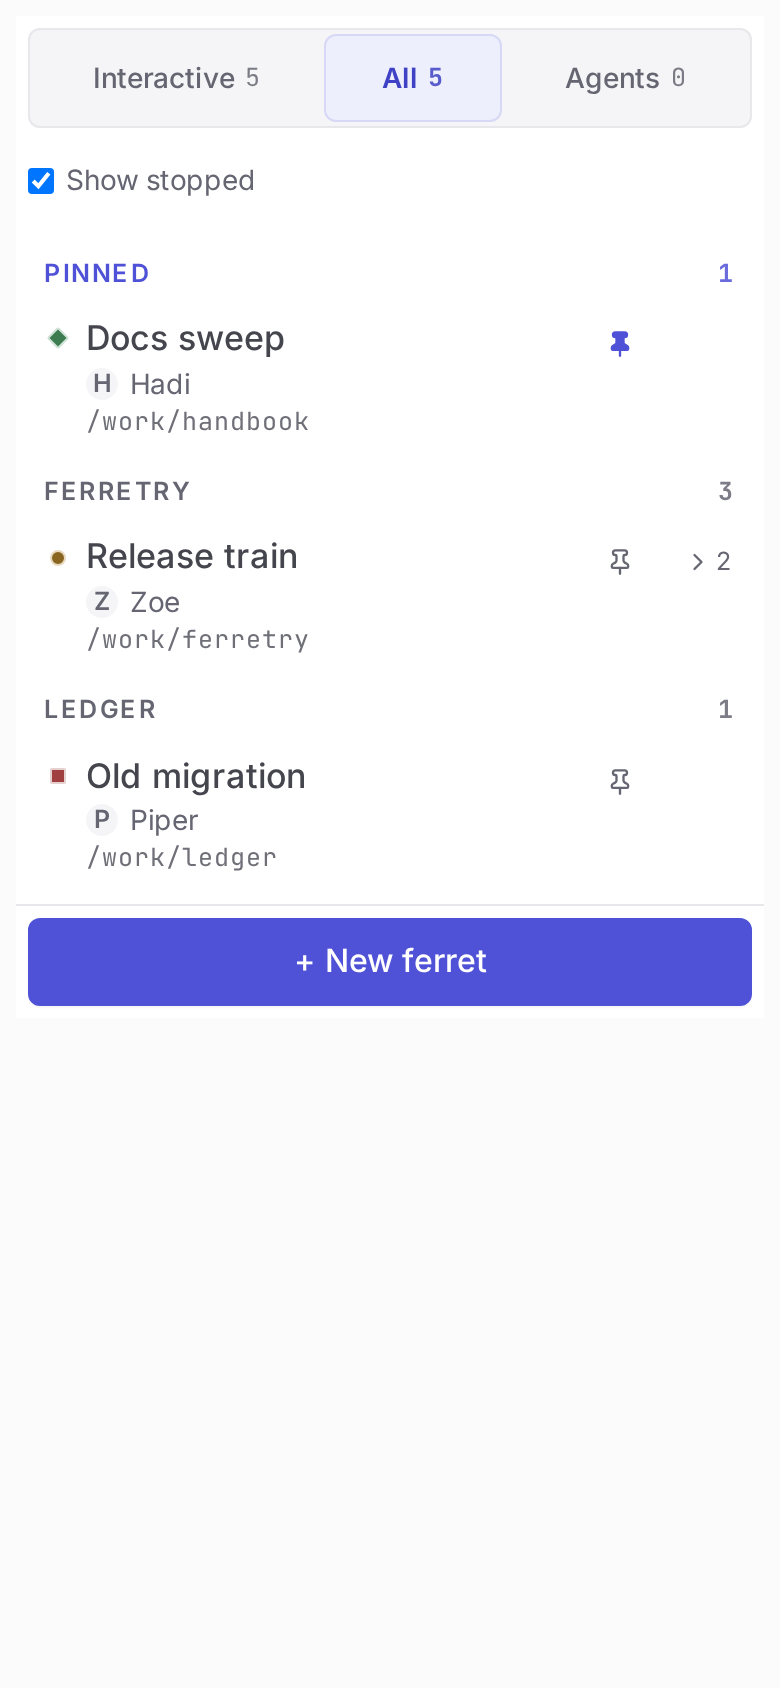 Interactive 5 All 5 Agents 0
Show stopped
PINNED 1
Docs sweep
H Hadi
/work/handbook
FERRETRY 3
Release train 2
Z Zoe
/work/ferretry
LEDGER 1
Old migration
P Piper
/work/ledger
+ New ferret